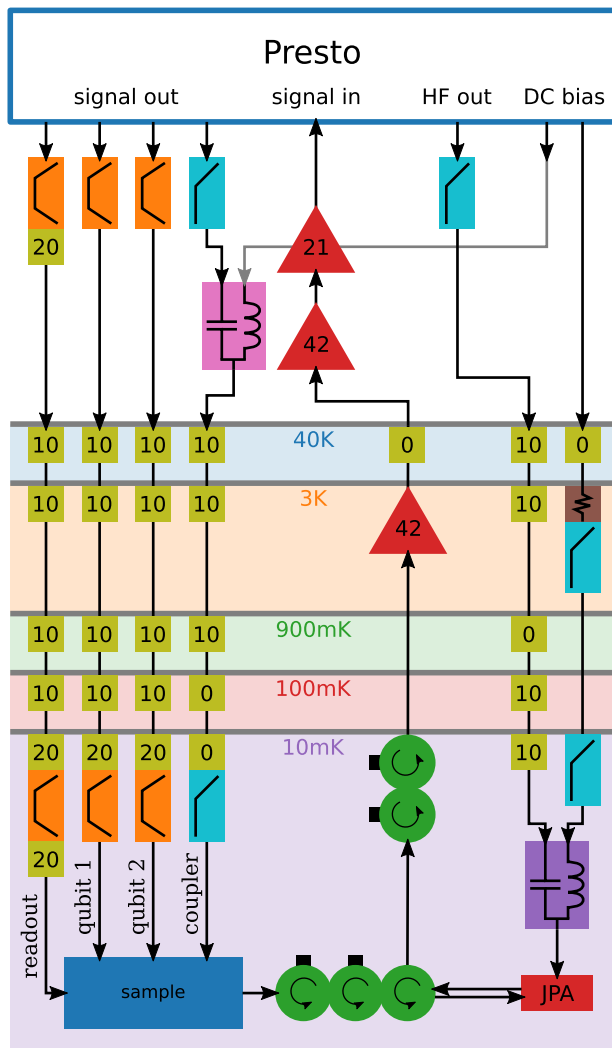 Presto
signal out signal in HF out DC bias
20 21
42
10 10 10 10 40K 0 10 0
10 10 10 10 3K 10
42
10 10 10 10 900mK 0
10 10 10 0 100mK 10
20 20 20 0 10mK 10
20
readout qubit 1 qubit 2 coupler
sample JPA